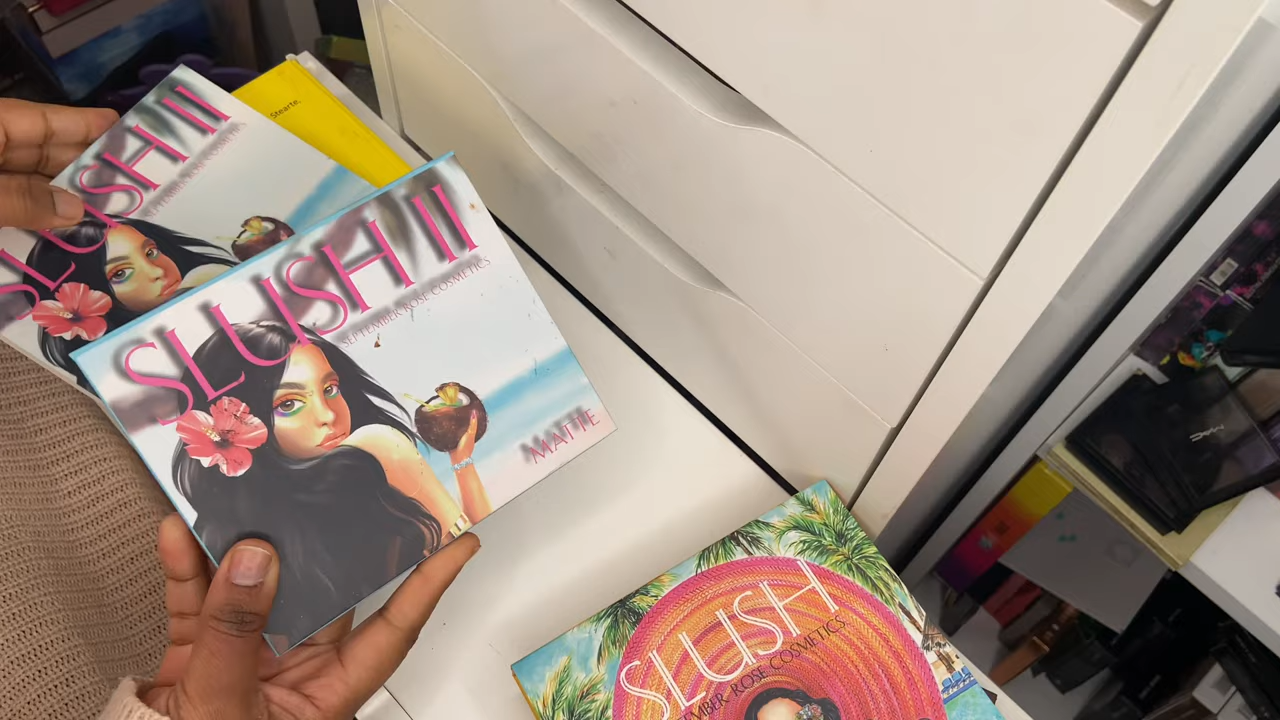 SLUSH II
SEPTEMBER ROSE COSMETICS
Stearte,
SLUSH II
SEPTEMBER ROSE COSMETICS
MATTE
SLUSH
SEPTEMBER ROSE COSMETICS
MAC